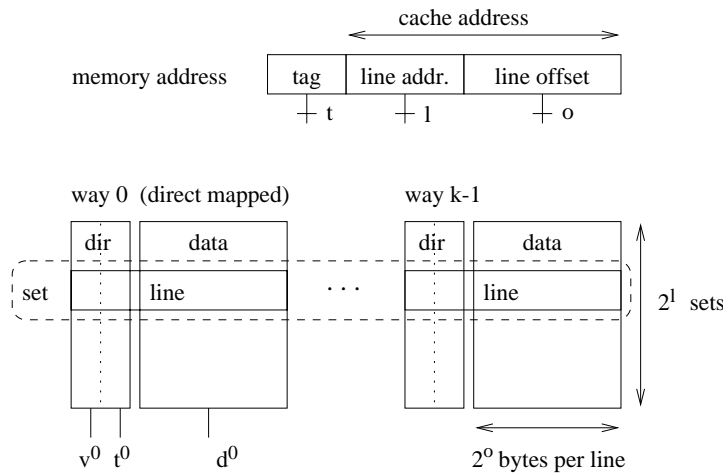 cache address
memory address tag line addr. line offset
t l o
way 0 (direct mapped) way k-1
dir data dir data
set line . . . line
2^l sets
v^0 t^0 d^0 2^o bytes per line